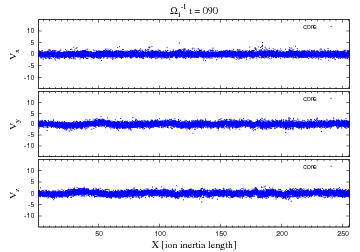 Ω_i^-1 t = 090
core
10
5
0
-5
-10
V_x
core
10
5
0
-5
-10
V_y
core
10
5
0
-5
-10
V_z
50 100 150 200 250
X [ion inertia length]